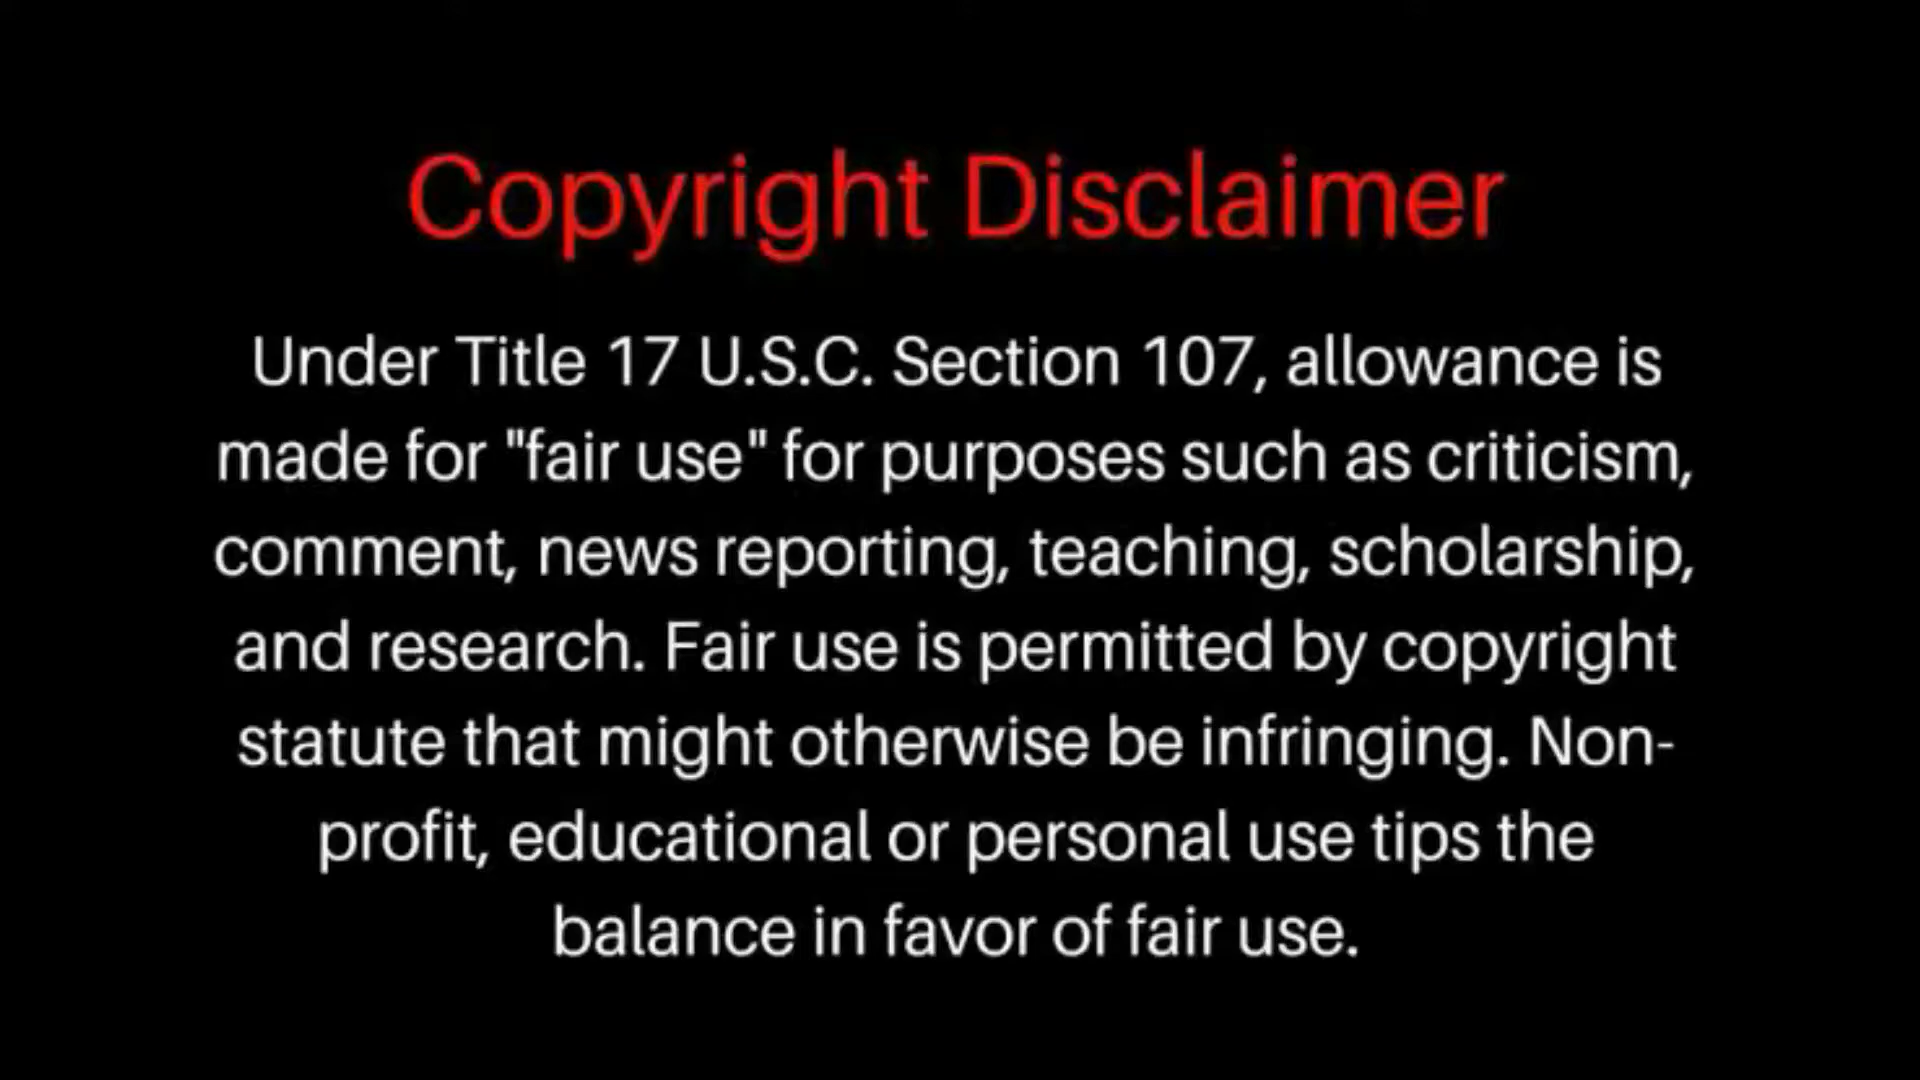 Copyright Disclaimer
Under Title 17 U.S.C. Section 107, allowance is
made for "fair use" for purposes such as criticism,
comment, news reporting, teaching, scholarship,
and research. Fair use is permitted by copyright
statute that might otherwise be infringing. Non-
profit, educational or personal use tips the
balance in favor of fair use.